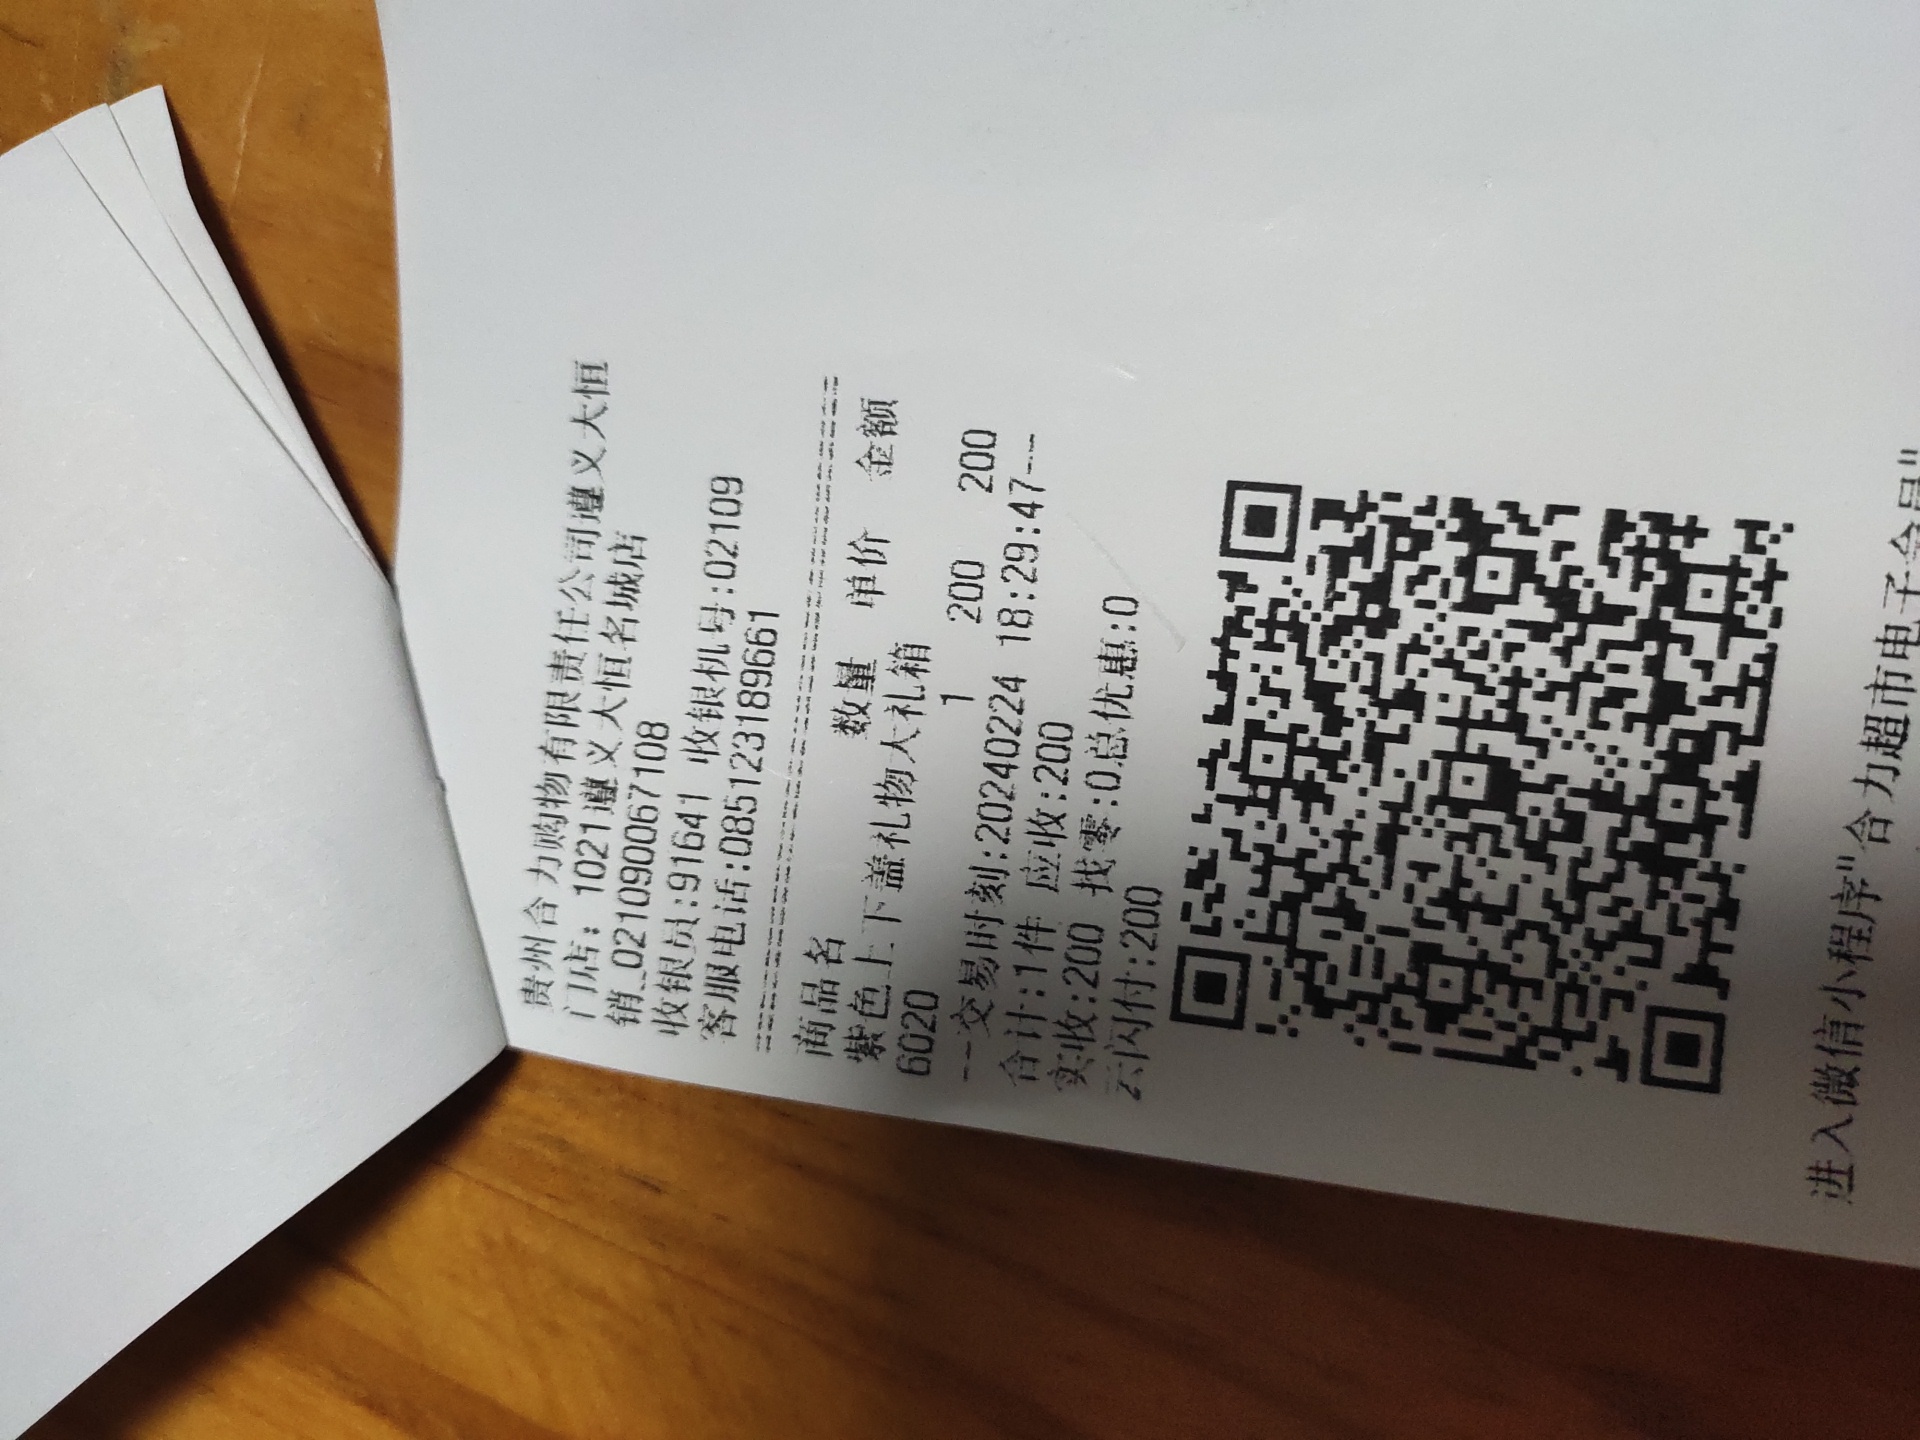 贵州合力购物有限责任公司遵义大恒
门店: 1021遵义大恒名城店
销_0210900067108
收银员:91641 收银机号:02109
客服电话:085123189661
商品名 数量 单价 金额
紫色上下盖礼物大礼箱
6020 1 200 200
---交易时刻:20240224 18:29:47---
合计:1件 应收:200
实收:200 找零:0总优惠:0
云闪付:200
进入微信小程序"合力超市电子会员"